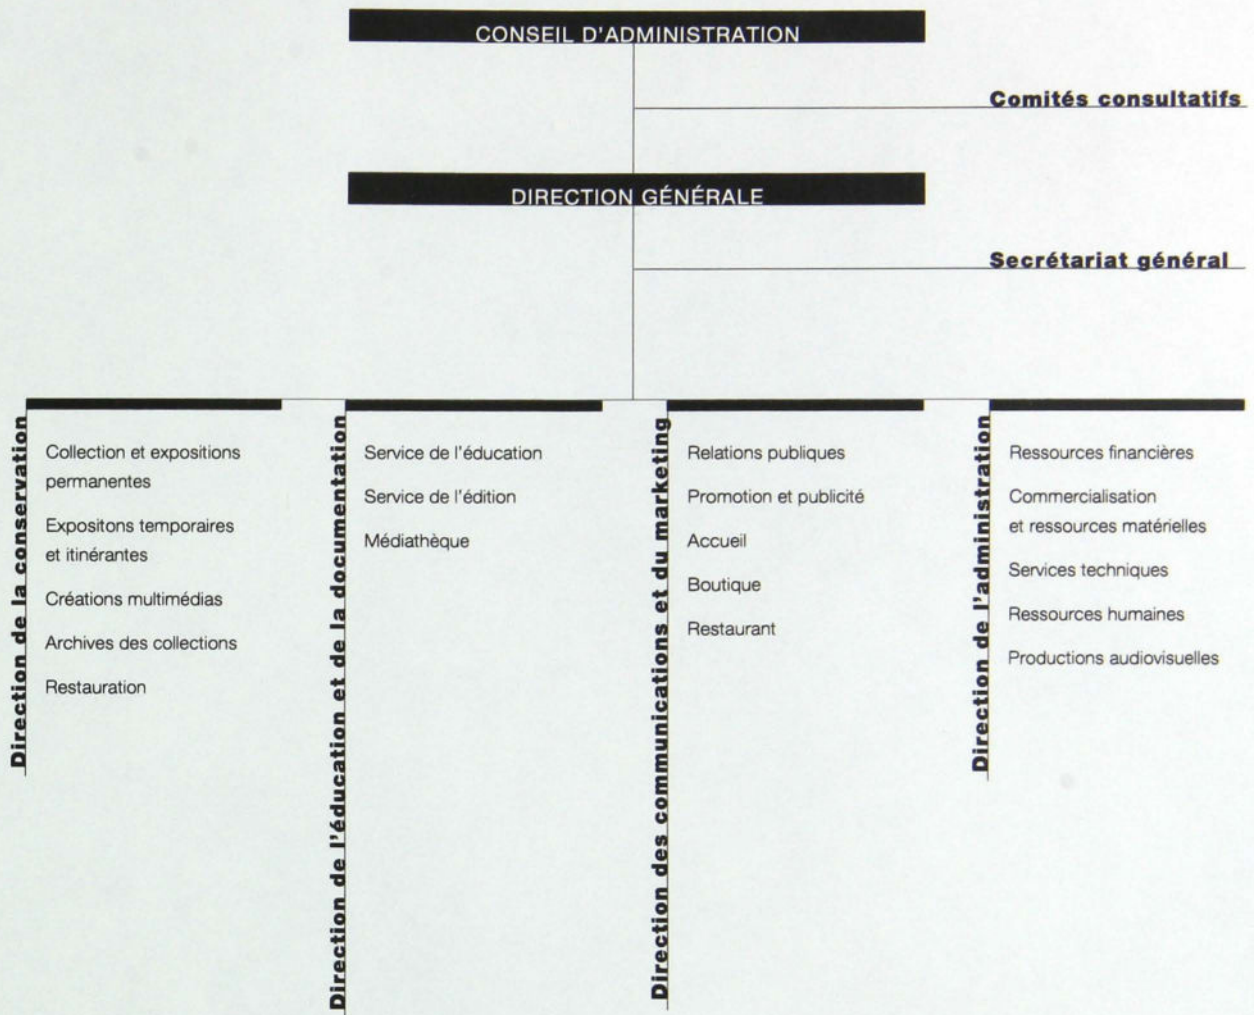 CONSEIL D'ADMINISTRATION
Comités consultatifs
DIRECTION GÉNÉRALE
Secrétariat général
Direction de la conservation
Collection et expositions
permanentes
Expositons temporaires
et itinérantes
Créations multimédias
Archives des collections
Restauration
Direction de l'éducation et de la documentation
Service de l'éducation
Service de l'édition
Médiathèque
Direction des communications et du marketing
Relations publiques
Promotion et publicité
Accueil
Boutique
Restaurant
Direction de l'administration
Ressources financières
Commercialisation
et ressources matérielles
Services techniques
Ressources humaines
Productions audiovisuelles